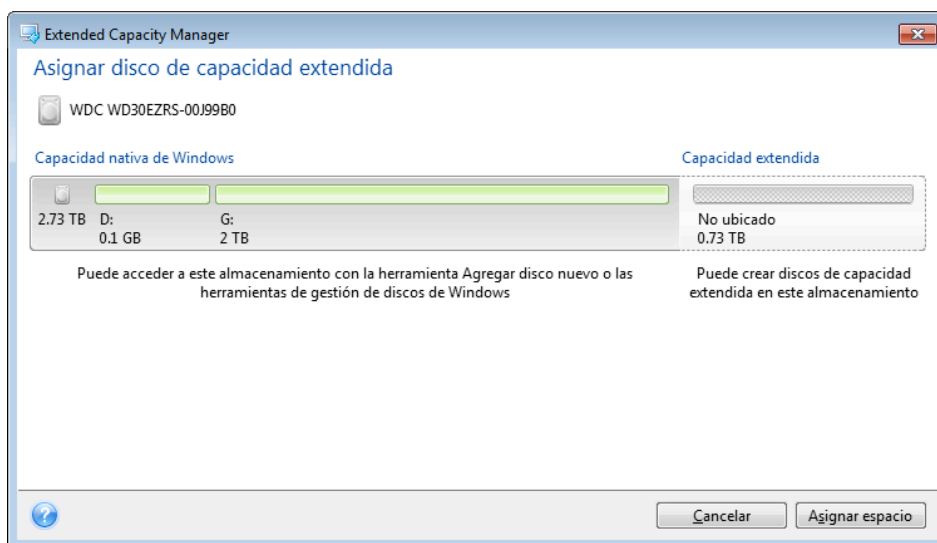 Extended Capacity Manager
Asignar disco de capacidad extendida
WDC WD30EZRS-00J99B0
Capacidad nativa de Windows
Capacidad extendida
2.73 TB D: G:
0.1 GB 2 TB
No ubicado
0.73 TB
Puede acceder a este almacenamiento con la herramienta Agregar disco nuevo o las
herramientas de gestión de discos de Windows
Puede crear discos de capacidad
extendida en este almacenamiento
?
Cancelar
Asignar espacio